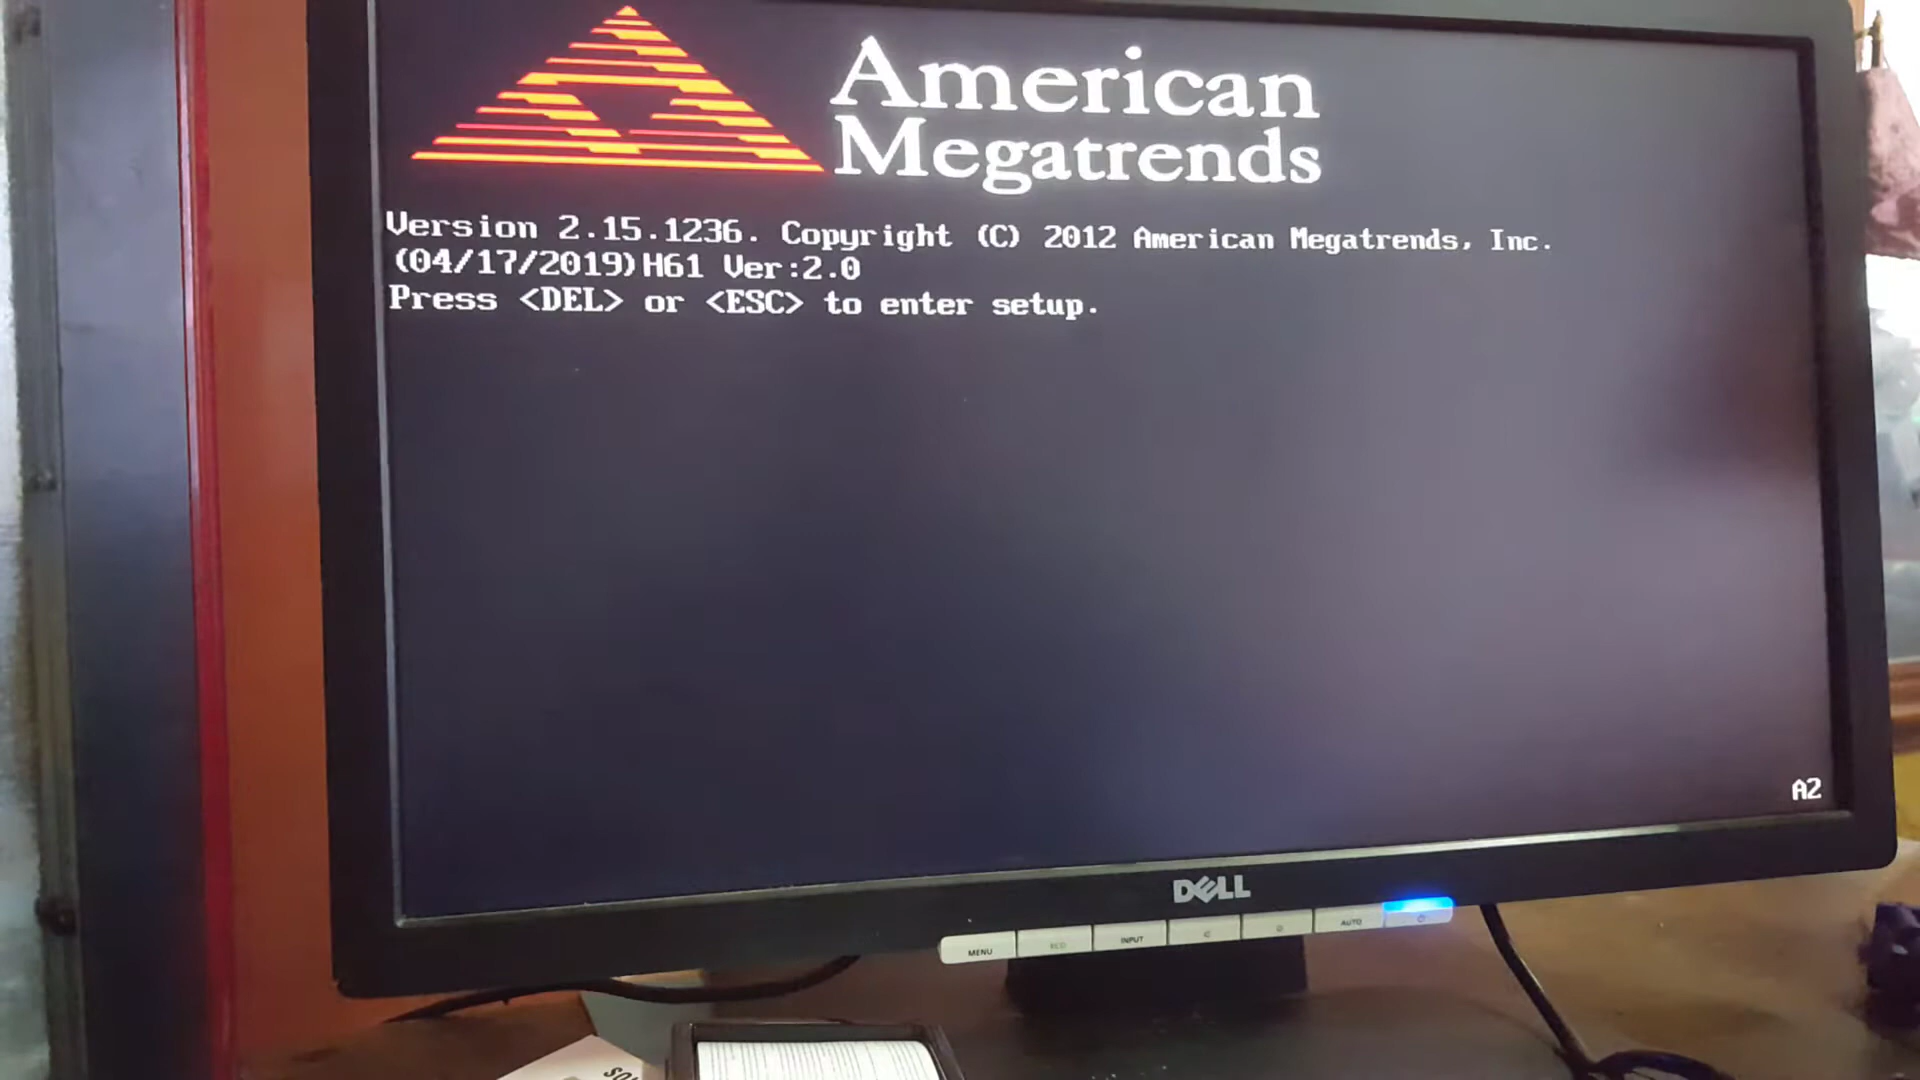 American
Megatrends
Version 2.15.1236. Copyright (C) 2012 American Megatrends, Inc.
(04/17/2019)H61 Ver:2.0
Press <DEL> or <ESC> to enter setup.
A2
DELL
MENU
INPUT
AUTO